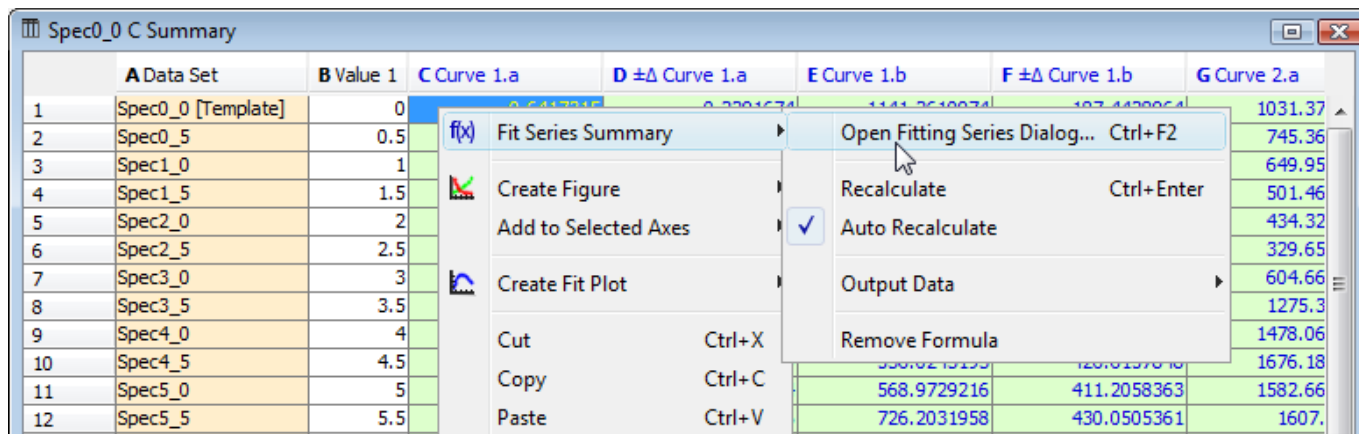 Spec0_0 C Summary
A Data Set B Value 1 C Curve 1.a D ±Δ Curve 1.a E Curve 1.b F ±Δ Curve 1.b G Curve 2.a
1 Spec0_0 [Template] 0 1031.37
2 Spec0_5 0.5 745.36
3 Spec1_0 1 649.95
4 Spec1_5 1.5 501.46
5 Spec2_0 2 434.32
6 Spec2_5 2.5 329.65
7 Spec3_0 3 604.66
8 Spec3_5 3.5 1275.3
9 Spec4_0 4 1478.06
10 Spec4_5 4.5 1676.18
11 Spec5_0 5 568.9729216 411.2058363 1582.66
12 Spec5_5 5.5 726.2031958 430.0505361 1607.
f(x) Fit Series Summary
Create Figure
Add to Selected Axes
Create Fit Plot
Cut Ctrl+X
Copy Ctrl+C
Paste Ctrl+V
Open Fitting Series Dialog... Ctrl+F2
Recalculate Ctrl+Enter
Auto Recalculate
Output Data
Remove Formula